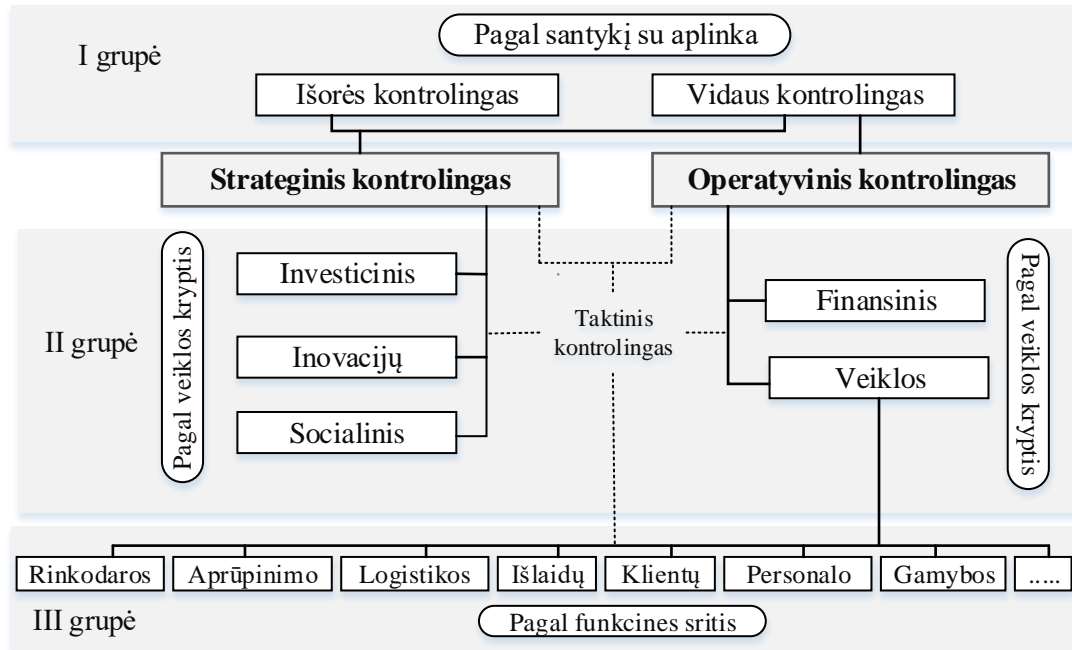 I grupė
Pagal santykį su aplinka
Išorės kontrolingas
Vidaus kontrolingas
Strateginis kontrolingas
Operatyvinis kontrolingas
II grupė
Pagal veiklos kryptis
Investicinis
Inovacijų
Socialinis
Taktinis
kontrolingas
Finansinis
Veiklos
Pagal veiklos kryptis
Rinkodaros
Aprūpinimo
Logistikos
Išlaidų
Klientų
Personalo
Gamybos
.....
III grupė
Pagal funkcines sritis